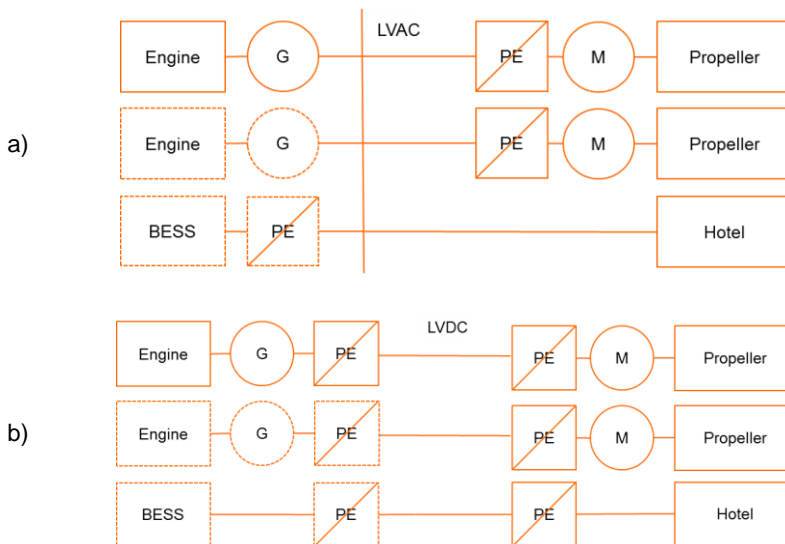 LVAC
Engine G PE M Propeller
a)
Engine G PE M Propeller
BESS PE Hotel
LVDC
Engine G PE PE M Propeller
b)
Engine G PE PE M Propeller
BESS PE PE Hotel